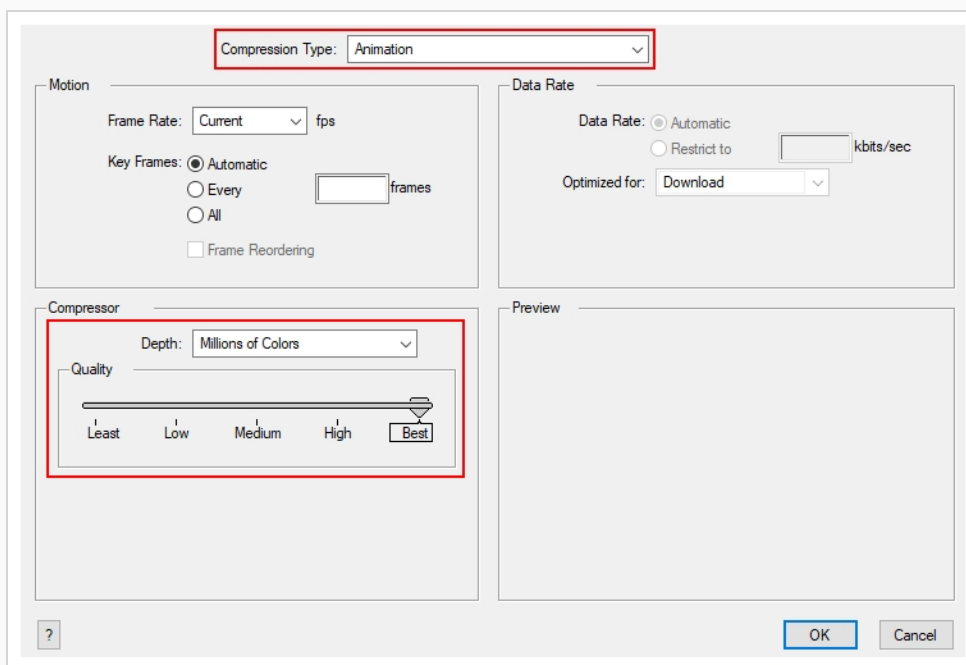 Compression Type: Animation
Motion
Frame Rate: Current fps
Key Frames: Automatic
Every frames
All
Frame Reordering
Data Rate
Data Rate: Automatic
Restrict to kbits/sec
Optimized for: Download
Compressor
Depth: Millions of Colors
Quality
Least Low Medium High Best
Preview
? OK Cancel